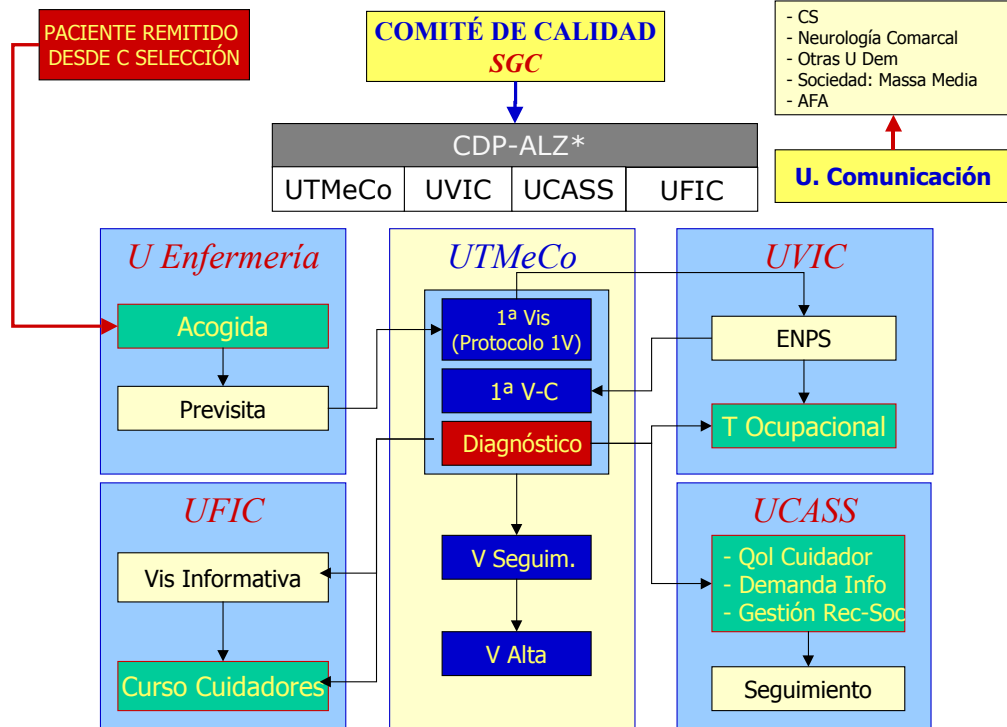 PACIENTE REMITIDO
DESDE C SELECCIÓN
COMITÉ DE CALIDAD
SGC
- CS
- Neurología Comarcal
- Otras U Dem
- Sociedad: Massa Media
- AFA
U. Comunicación
CDP-ALZ*
UTMeCo
UVIC
UCASS
UFIC
U Enfermería
Acogida
Previsita
UTMeCo
1ª Vis
(Protocolo 1V)
1ª V-C
Diagnóstico
V Seguim.
V Alta
UVIC
ENPS
T Ocupacional
UFIC
Vis Informativa
Curso Cuidadores
UCASS
- Qol Cuidador
- Demanda Info
- Gestión Rec-Soc
Seguimiento